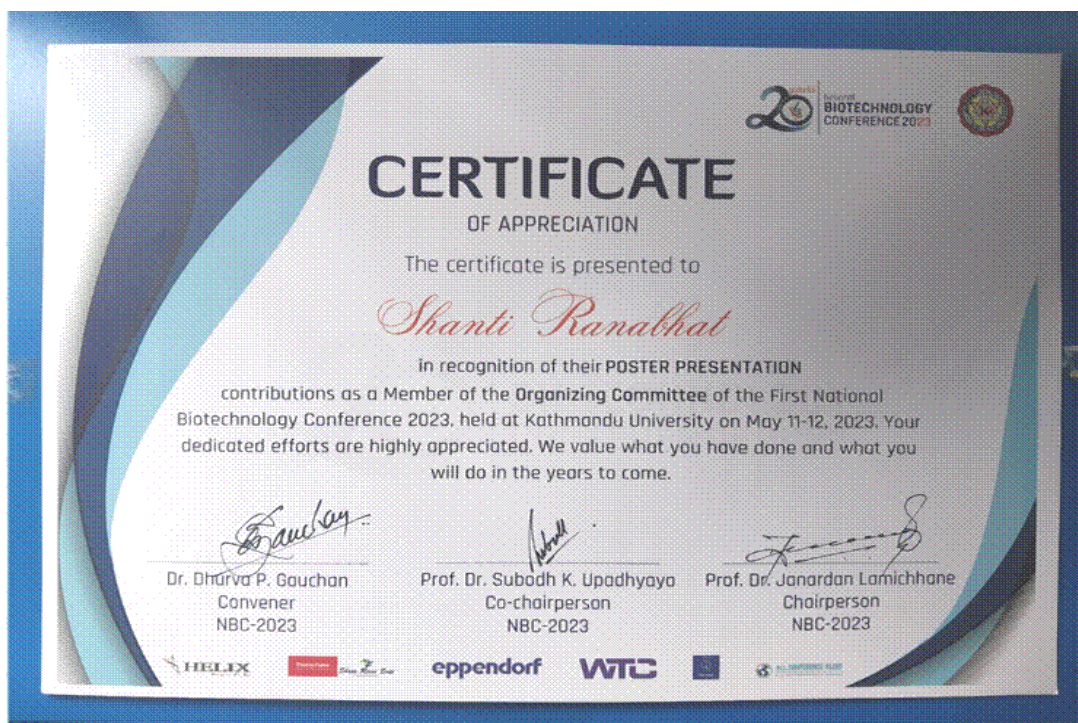 20
BIOTECHNOLOGY
CONFERENCE 2023
CERTIFICATE
OF APPRECIATION
The certificate is presented to
Shanti Ranabhat
in recognition of their POSTER PRESENTATION
contributions as a Member of the Organizing Committee of the First National
Biotechnology Conference 2023, held at Kathmandu University on May 11-12, 2023. Your
dedicated efforts are highly appreciated. We value what you have done and what you
will do in the years to come.
Dr. Dhurva P. Gauchan
Convener
NBC-2023
Prof. Dr. Subodh K. Upadhyaya
Co-chairperson
NBC-2023
Prof. Dr. Janardan Lamichhane
Chairperson
NBC-2023
HELIX
eppendorf
WTC